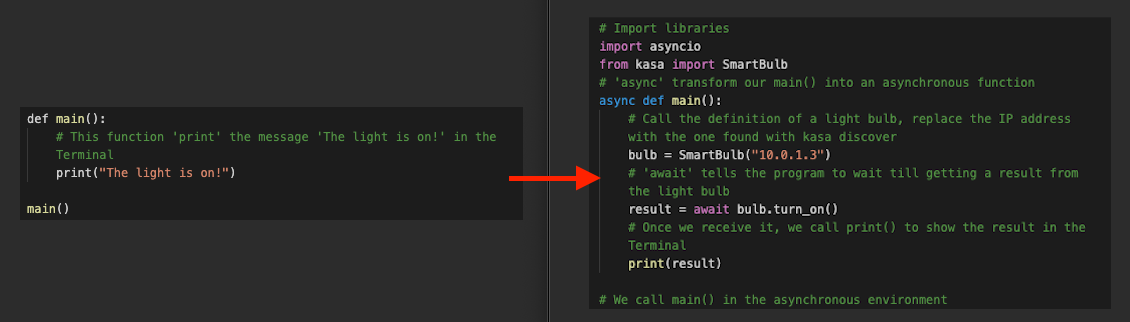 def main():
# This function 'print' the message 'The light is on!' in the
Terminal
print("The light is on!")
main()
# Import libraries
import asyncio
from kasa import SmartBulb
# 'async' transform our main() into an asynchronous function
async def main():
# Call the definition of a light bulb, replace the IP address
with the one found with kasa discover
bulb = SmartBulb("10.0.1.3")
# 'await' tells the program to wait till getting a result from
the light bulb
result = await bulb.turn_on()
# Once we receive it, we call print() to show the result in the
Terminal
print(result)
# We call main() in the asynchronous environment